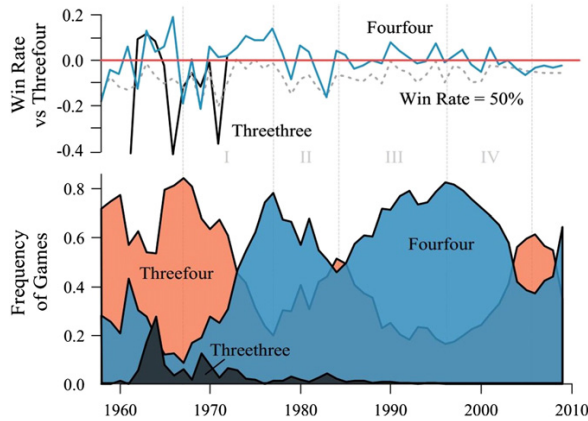 Win Rate
vs Threefour
0.2
0.0
-0.2
-0.4
Fourfour
Win Rate = 50%
Threethree
I
II
III
IV
Frequency
of Games
0.8
0.6
0.4
0.2
0.0
Threefour
Fourfour
Threethree
1960
1970
1980
1990
2000
2010